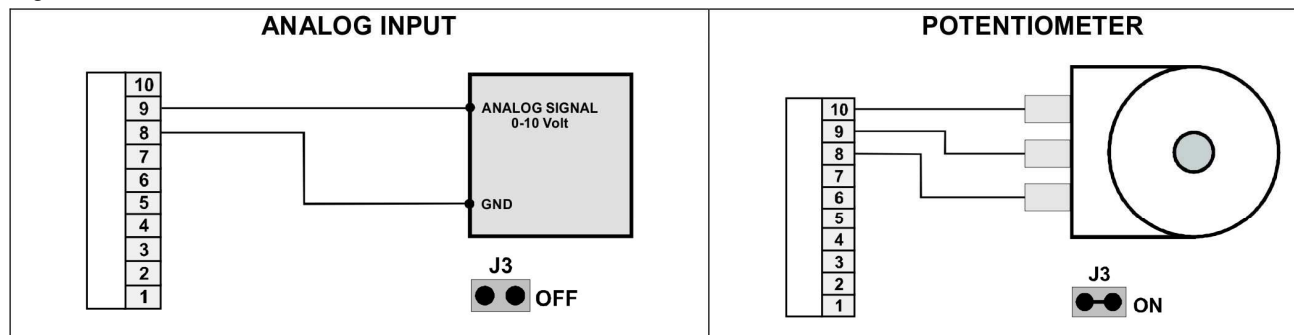 ANALOG INPUT
10
9
8
7
6
5
4
3
2
1
ANALOG SIGNAL
0-10 Volt
GND
J3
OFF
POTENTIOMETER
10
9
8
7
6
5
4
3
2
1
J3
ON